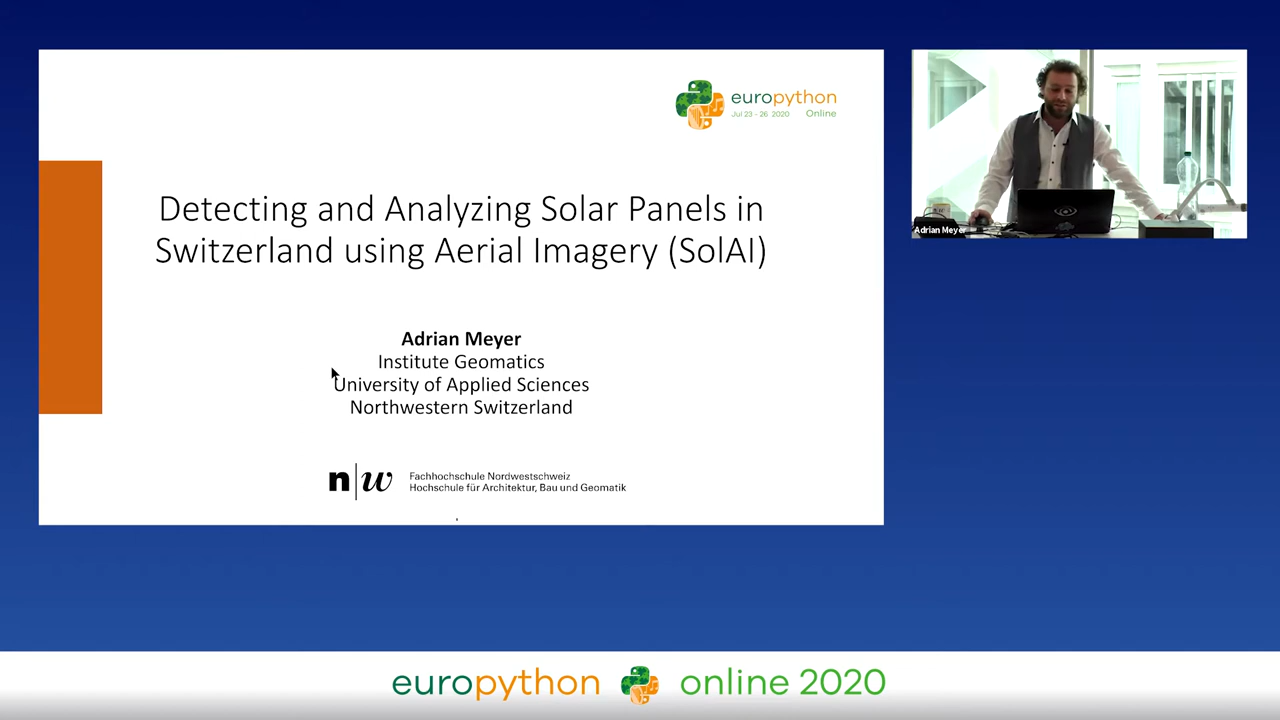 europython
Jul 23 - 26 2020 Online
Detecting and Analyzing Solar Panels in
Switzerland using Aerial Imagery (SolAI)
Adrian Meyer
Institute Geomatics
University of Applied Sciences
Northwestern Switzerland
n|w
Fachhochschule Nordwestschweiz
Hochschule für Architektur, Bau und Geomatik
Adrian Meyer
europython online 2020